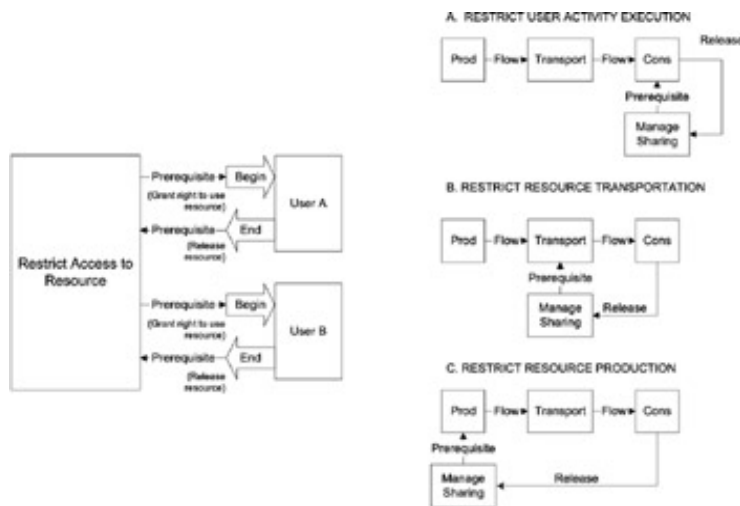 Restrict Access to
Resource
Prerequisite
Begin
(Grant right to use
resource)
User A
Prerequisite
End
(Release
resource)
Prerequisite
Begin
(Grant right to use
resource)
User B
Prerequisite
End
(Release
resource)
A. RESTRICT USER ACTIVITY EXECUTION
Release
Prod
Flow
Transport
Flow
Cons
Prerequisite
Manage
Sharing
B. RESTRICT RESOURCE TRANSPORTATION
Prod
Flow
Transport
Flow
Cons
Prerequisite
Manage
Sharing
Release
C. RESTRICT RESOURCE PRODUCTION
Prod
Flow
Transport
Flow
Cons
Prerequisite
Manage
Sharing
Release